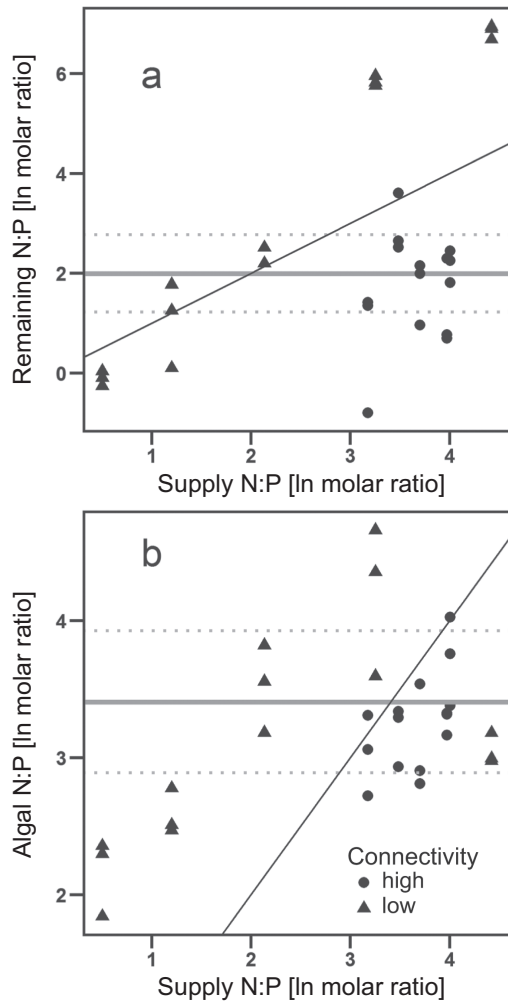 a
6
4
2
0
Remaining N:P [ln molar ratio]
1 2 3 4
Supply N:P [ln molar ratio]
b
4
3
2
Algal N:P [ln molar ratio]
Connectivity
high
low
1 2 3 4
Supply N:P [ln molar ratio]